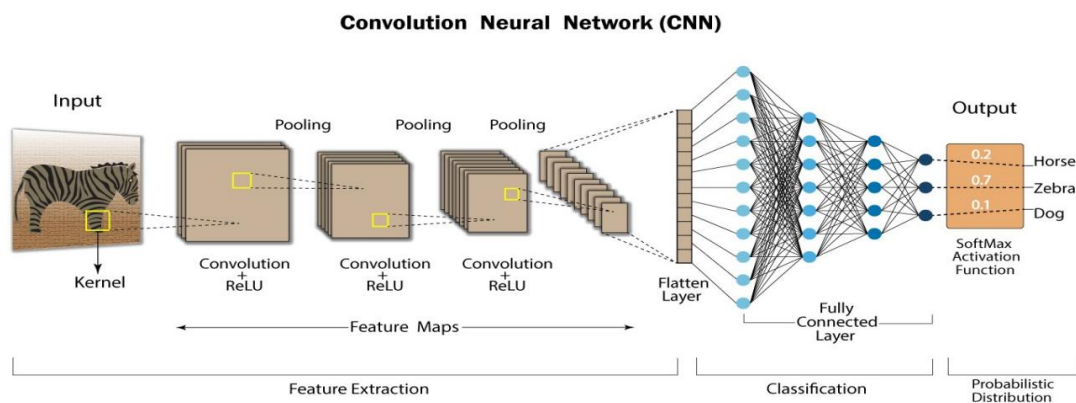 Convolution Neural Network (CNN)
Input
Kernel
Pooling
Pooling
Pooling
Convolution
+
ReLU
Convolution
+
ReLU
Convolution
+
ReLU
Feature Maps
Flatten
Layer
Fully
Connected
Layer
Output
0.2
Horse
0.7
Zebra
0.1
Dog
SoftMax
Activation
Function
Feature Extraction
Classification
Probabilistic
Distribution